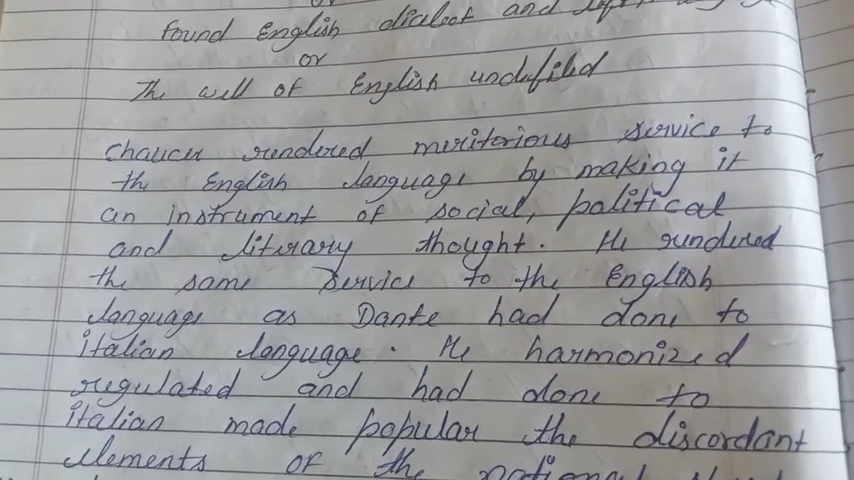 or
found English dialect and left
or
The well of English undefiled
Chaucer rendered meritorious service to
the English language by making it
an instrument of social, political
and literary thought. He rendered
the same service to the English
language as Dante had done to
italian language. He harmonized
regulated and had done to
italian made popular the discordant
elements of the national